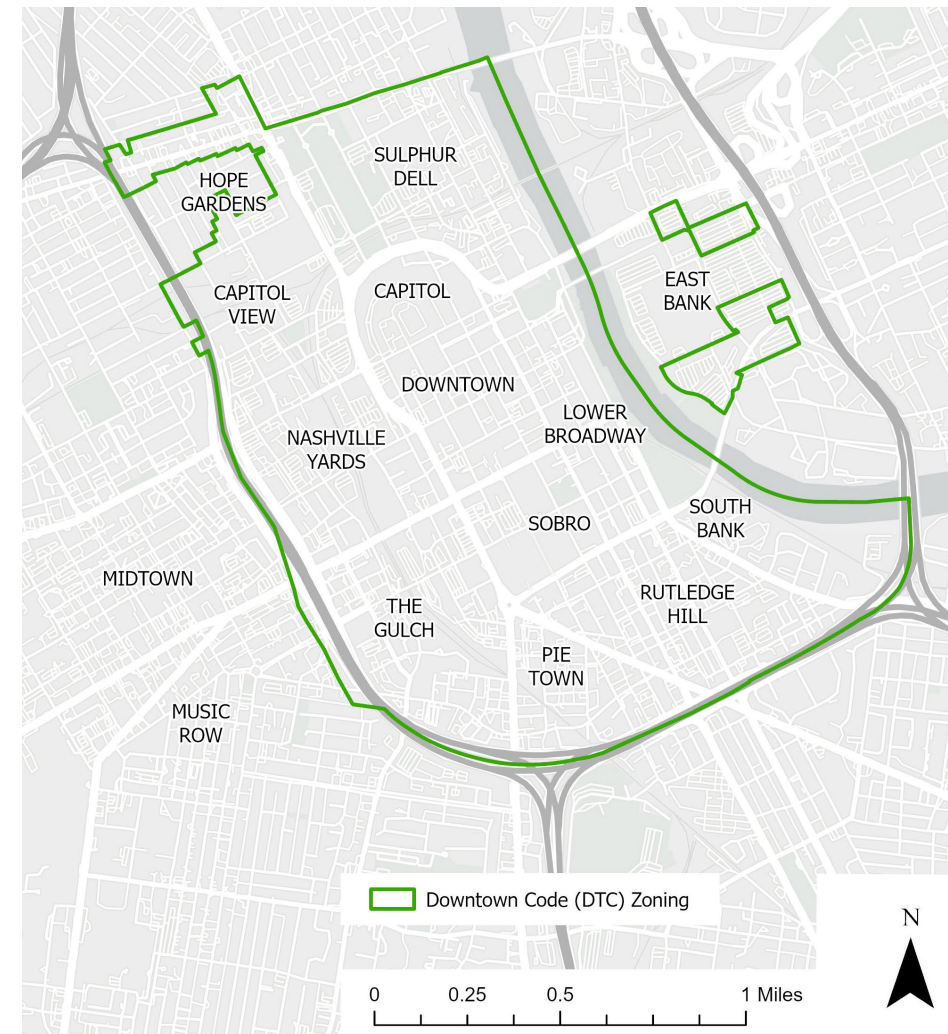 SULPHUR
DELL
HOPE
GARDENS
EAST
BANK
CAPITOL
VIEW
CAPITOL
DOWNTOWN
LOWER
BROADWAY
NASHVILLE
YARDS
SOUTH
BANK
SOBRO
MIDTOWN
RUTLEDGE
HILL
THE
GULCH
PIE
TOWN
MUSIC
ROW
Downtown Code (DTC) Zoning
N
0 0.25 0.5 1 Miles